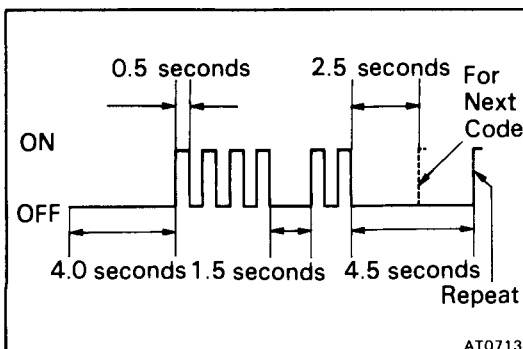 0.5 seconds
2.5 seconds
For
Next
Code
ON
OFF
4.0 seconds
1.5 seconds
4.5 seconds
Repeat
AT0713